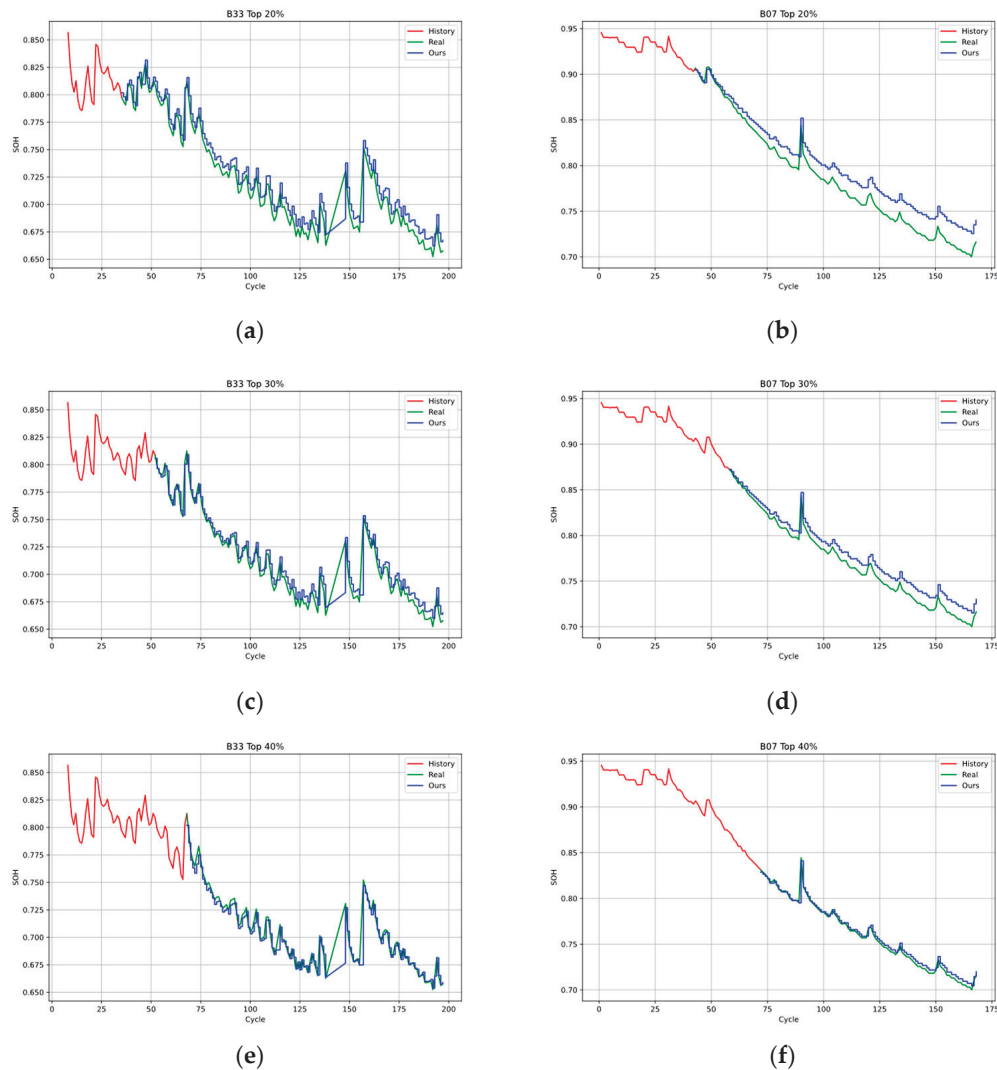 B33 Top 20%
History
Real
Ours
0.850
0.825
0.800
0.775
0.750
0.725
0.700
0.675
0.650
SOH
0 25 50 75 100 125 150 175 200
Cycle
(a)
B07 Top 20%
History
Real
Ours
0.95
0.90
0.85
0.80
0.75
0.70
SOH
0 25 50 75 100 125 150 175
Cycle
(b)
B33 Top 30%
History
Real
Ours
0.850
0.825
0.800
0.775
0.750
0.725
0.700
0.675
0.650
SOH
0 25 50 75 100 125 150 175 200
Cycle
(c)
B07 Top 30%
History
Real
Ours
0.95
0.90
0.85
0.80
0.75
0.70
SOH
0 25 50 75 100 125 150 175
Cycle
(d)
B33 Top 40%
History
Real
Ours
0.850
0.825
0.800
0.775
0.750
0.725
0.700
0.675
0.650
SOH
0 25 50 75 100 125 150 175 200
Cycle
(e)
B07 Top 40%
History
Real
Ours
0.95
0.90
0.85
0.80
0.75
0.70
SOH
0 25 50 75 100 125 150 175
Cycle
(f)